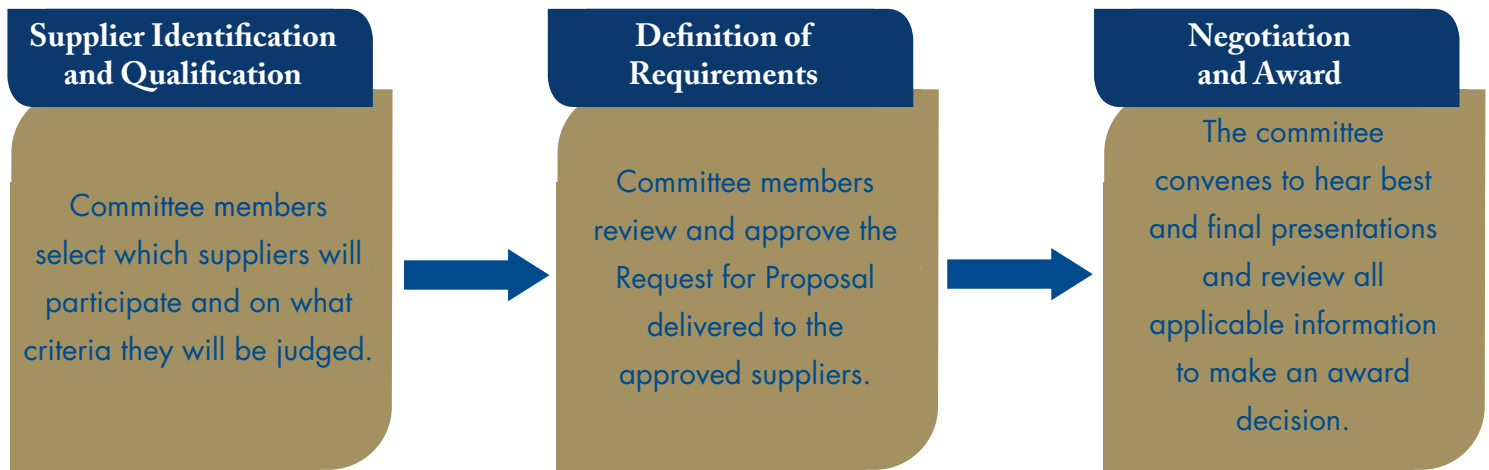 Supplier Identification
and Qualification
Committee members
select which suppliers will
participate and on what
criteria they will be judged.
Definition of
Requirements
Committee members
review and approve the
Request for Proposal
delivered to the
approved suppliers.
Negotiation
and Award
The committee
convenes to hear best
and final presentations
and review all
applicable information
to make an award
decision.